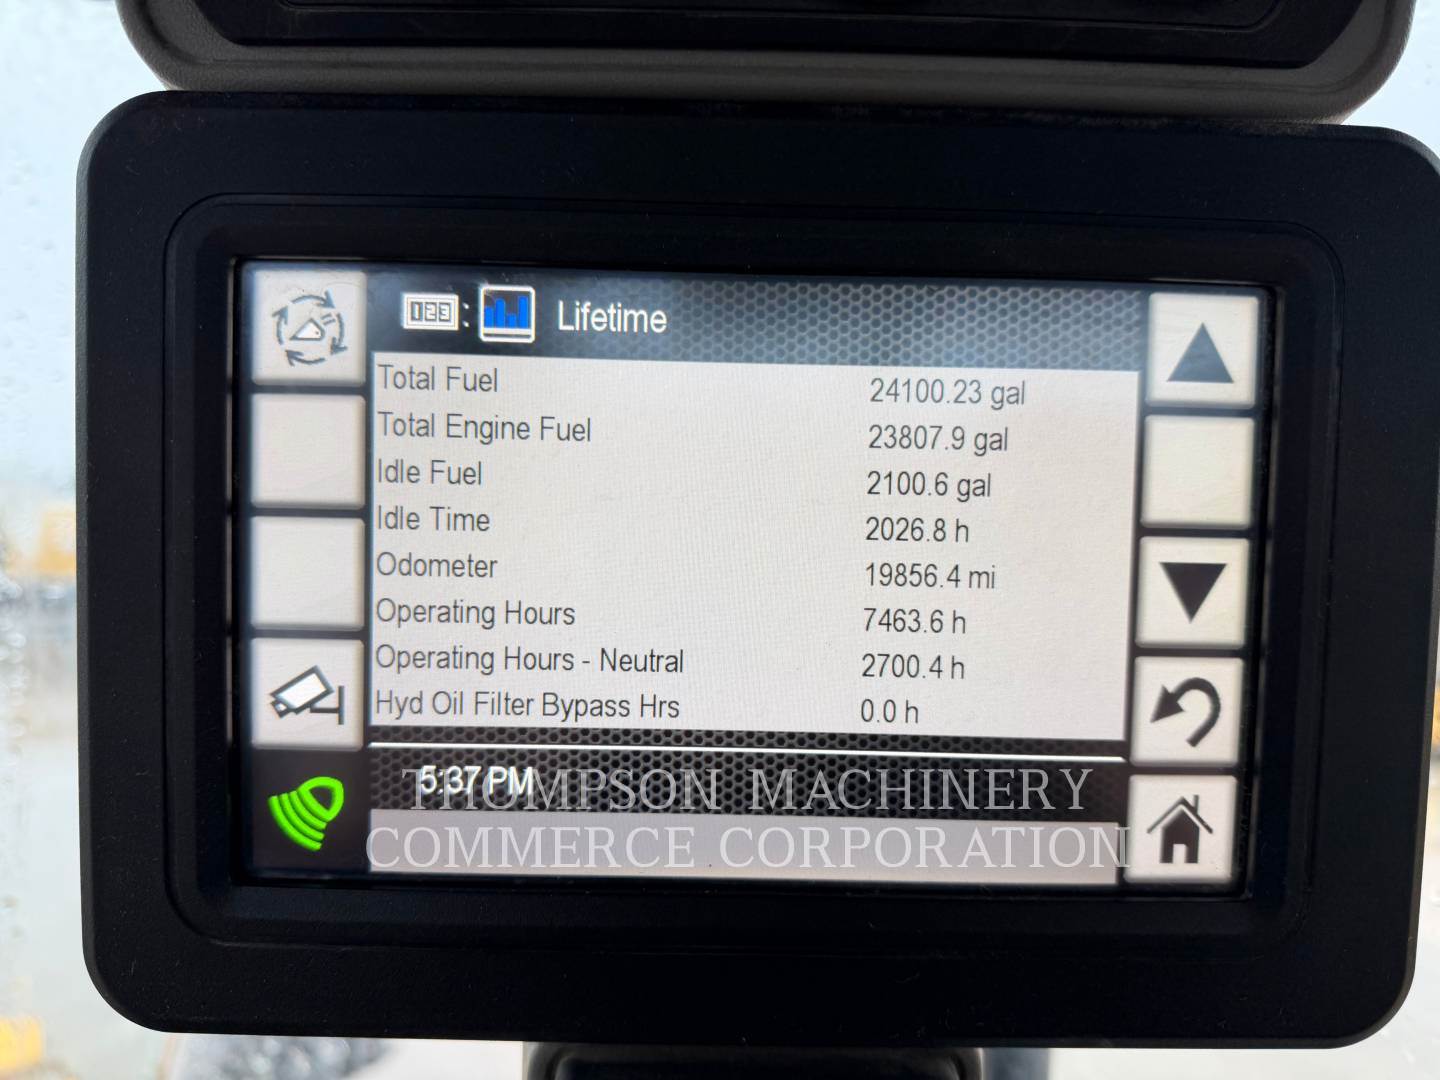 123 : Lifetime
Total Fuel 24100.23 gal
Total Engine Fuel 23807.9 gal
Idle Fuel 2100.6 gal
Idle Time 2026.8 h
Odometer 19856.4 mi
Operating Hours 7463.6 h
Operating Hours - Neutral 2700.4 h
Hyd Oil Filter Bypass Hrs 0.0 h
5:37 PM
THOMPSON MACHINERY
COMMERCE CORPORATION